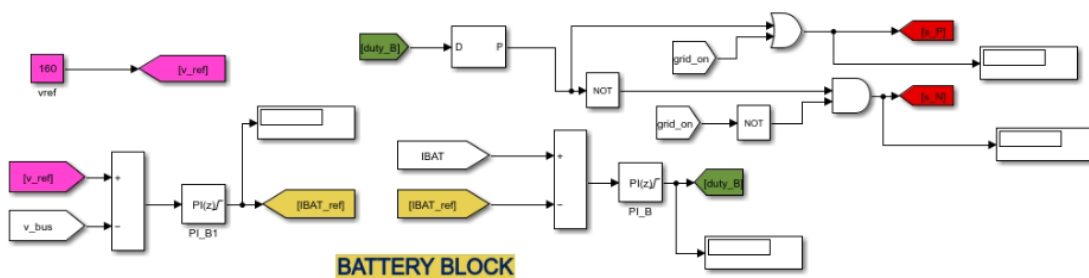 160
vref
[v_ref]
[duty_B]
D
P
NOT
grid_on
[s_P]
[s_N]
grid_on
NOT
[v_ref]
+
v_bus
−
PI(z)
PI_B1
[IBAT_ref]
IBAT
+
[IBAT_ref]
−
PI(z)
PI_B
[duty_B]
BATTERY BLOCK